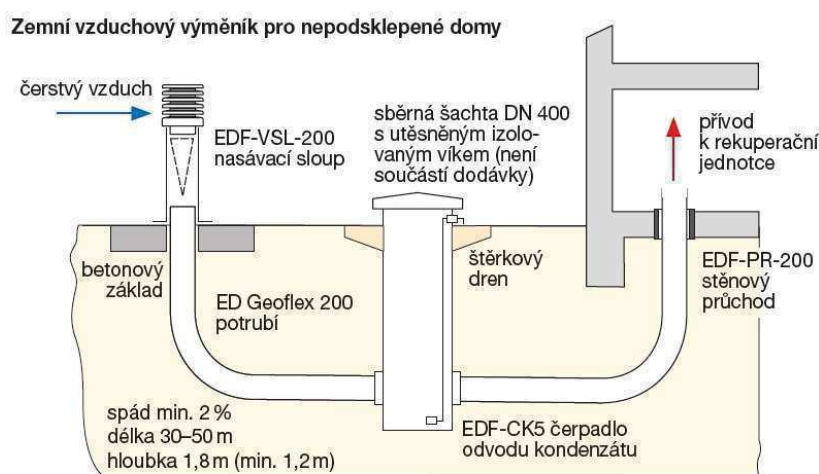 Zemní vzduchový výměník pro nepodsklepené domy
čerstvý vzduch
EDF-VSL-200
nasávací sloup
sběrná šachta DN 400
s utěsněným izolo-
vaným víkem (není
součástí dodávky)
přívod
k rekuperační
jednotce
betonový
základ
ED Geoflex 200
potrubí
štěrkový
dren
EDF-PR-200
stěnový
průchod
spád min. 2 %
délka 30–50 m
hloubka 1,8 m (min. 1,2 m)
EDF-CK5 čerpadlo
odvodu kondenzátu